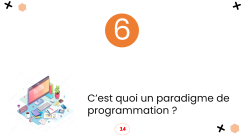 6
C'est quoi un paradigme de
programmation ?
14